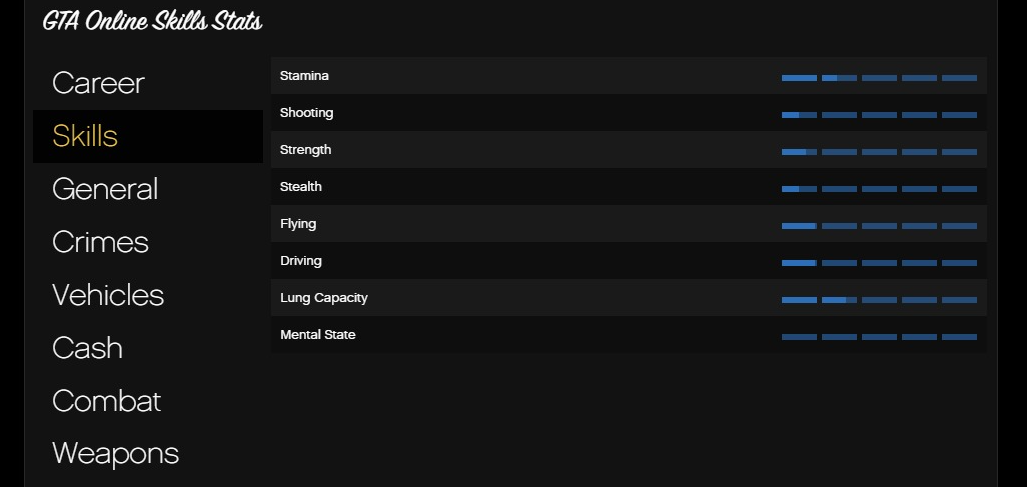 GTA Online Skills Stats
Career
Skills
General
Crimes
Vehicles
Cash
Combat
Weapons
Stamina
Shooting
Strength
Stealth
Flying
Driving
Lung Capacity
Mental State